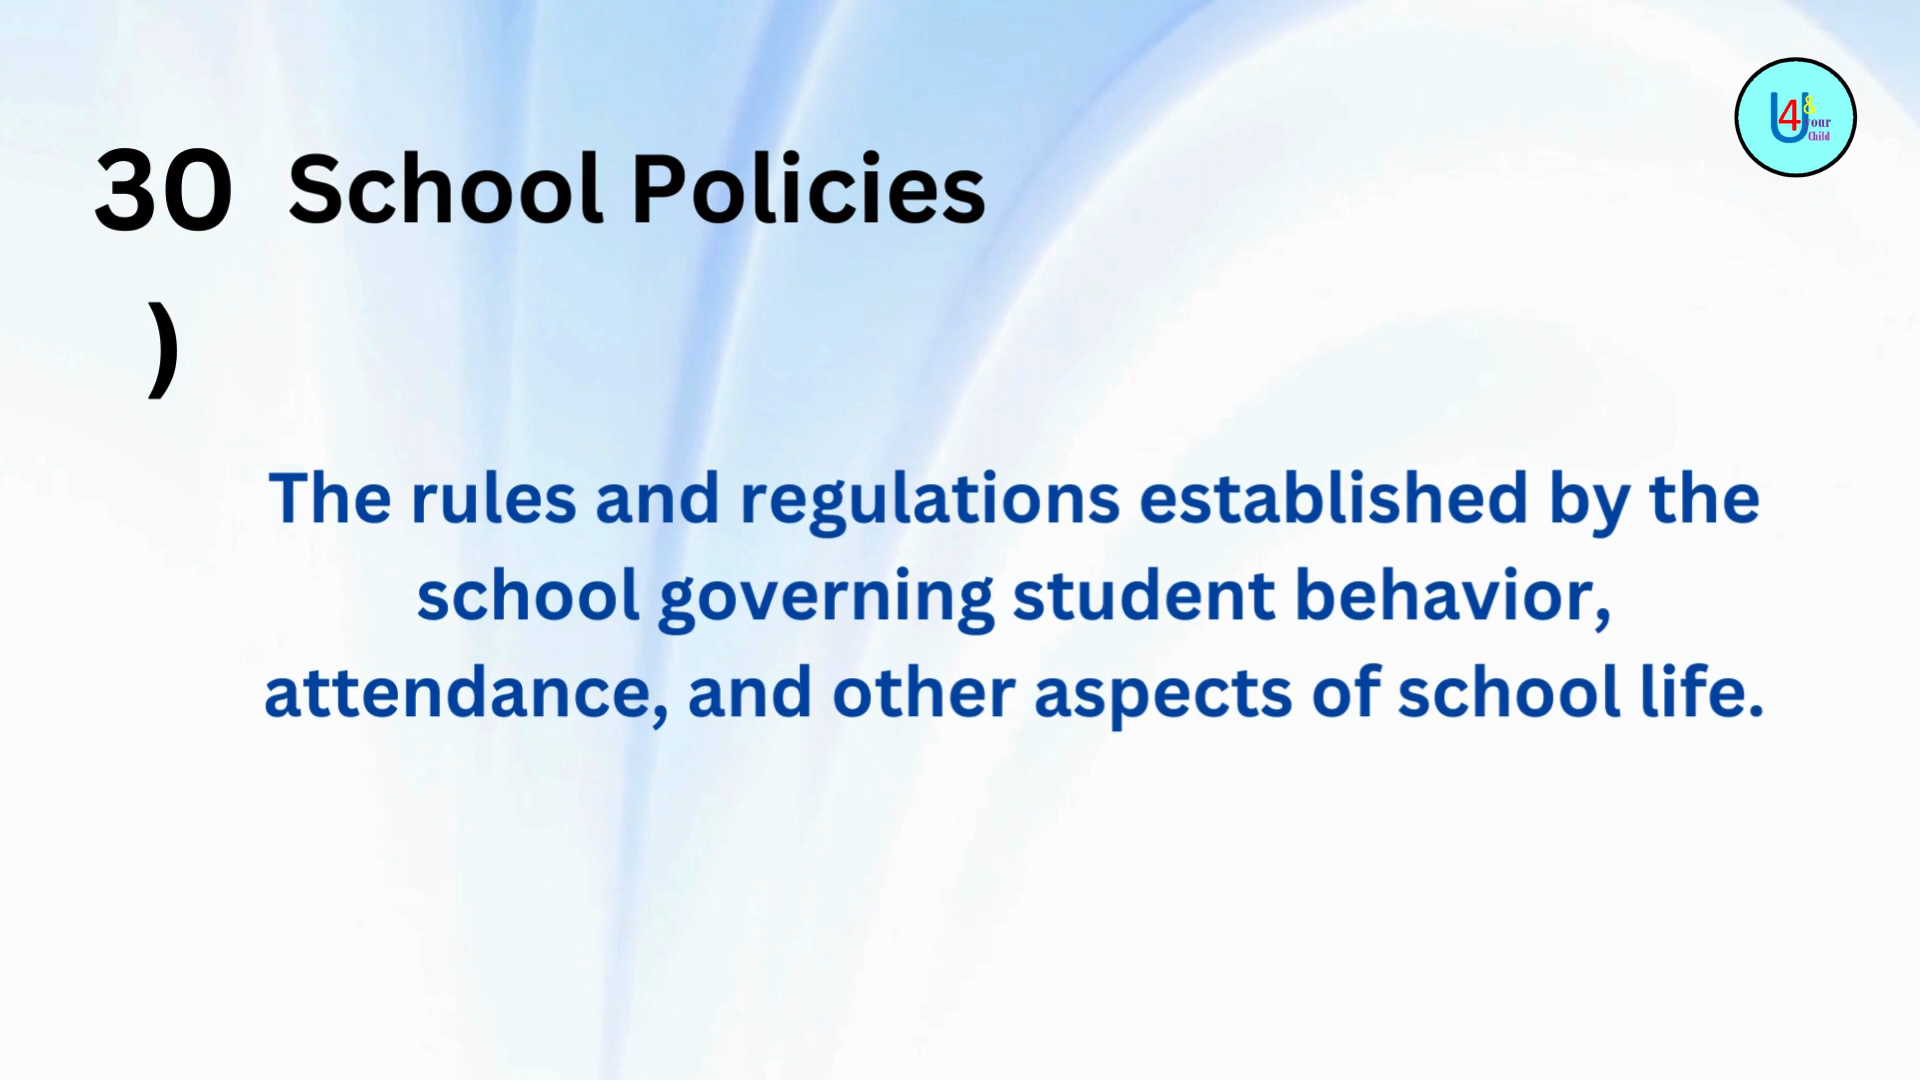 30 School Policies
)
The rules and regulations established by the
school governing student behavior,
attendance, and other aspects of school life.
U4 &
Your
Child